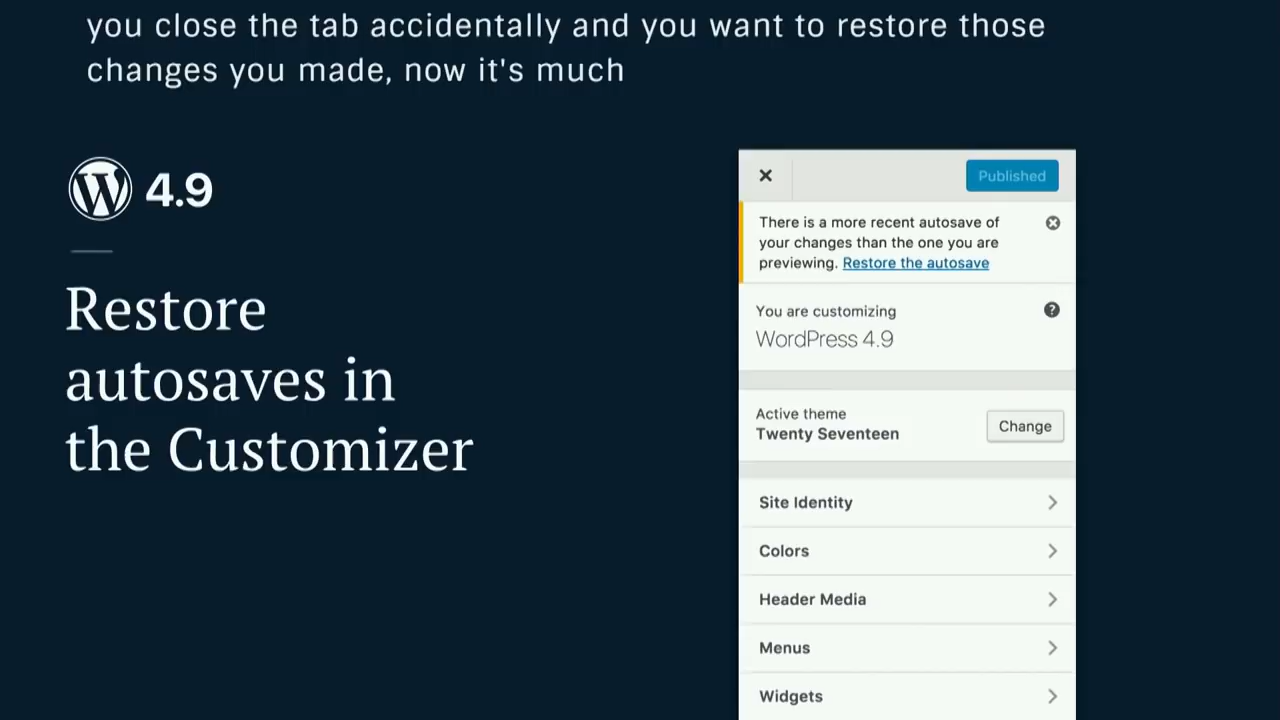 you close the tab accidentally and you want to restore those
changes you made, now it's much
4.9
Restore
autosaves in
the Customizer
Published
There is a more recent autosave of
your changes than the one you are
previewing. Restore the autosave
You are customizing
WordPress 4.9
Active theme
Twenty Seventeen
Change
Site Identity
Colors
Header Media
Menus
Widgets